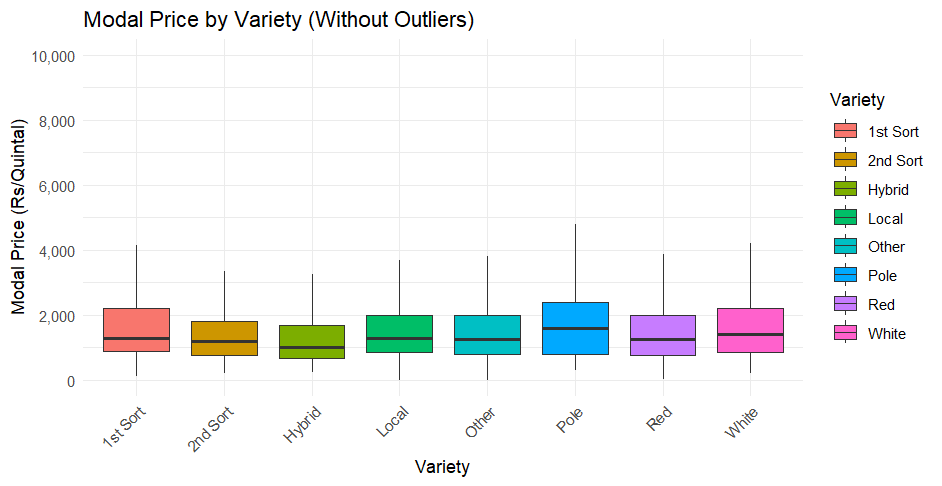 Modal Price by Variety (Without Outliers)
Modal Price (Rs/Quintal)
10,000
8,000
6,000
4,000
2,000
0
1st Sort
2nd Sort
Hybrid
Local
Other
Pole
Red
White
Variety
Variety
1st Sort
2nd Sort
Hybrid
Local
Other
Pole
Red
White